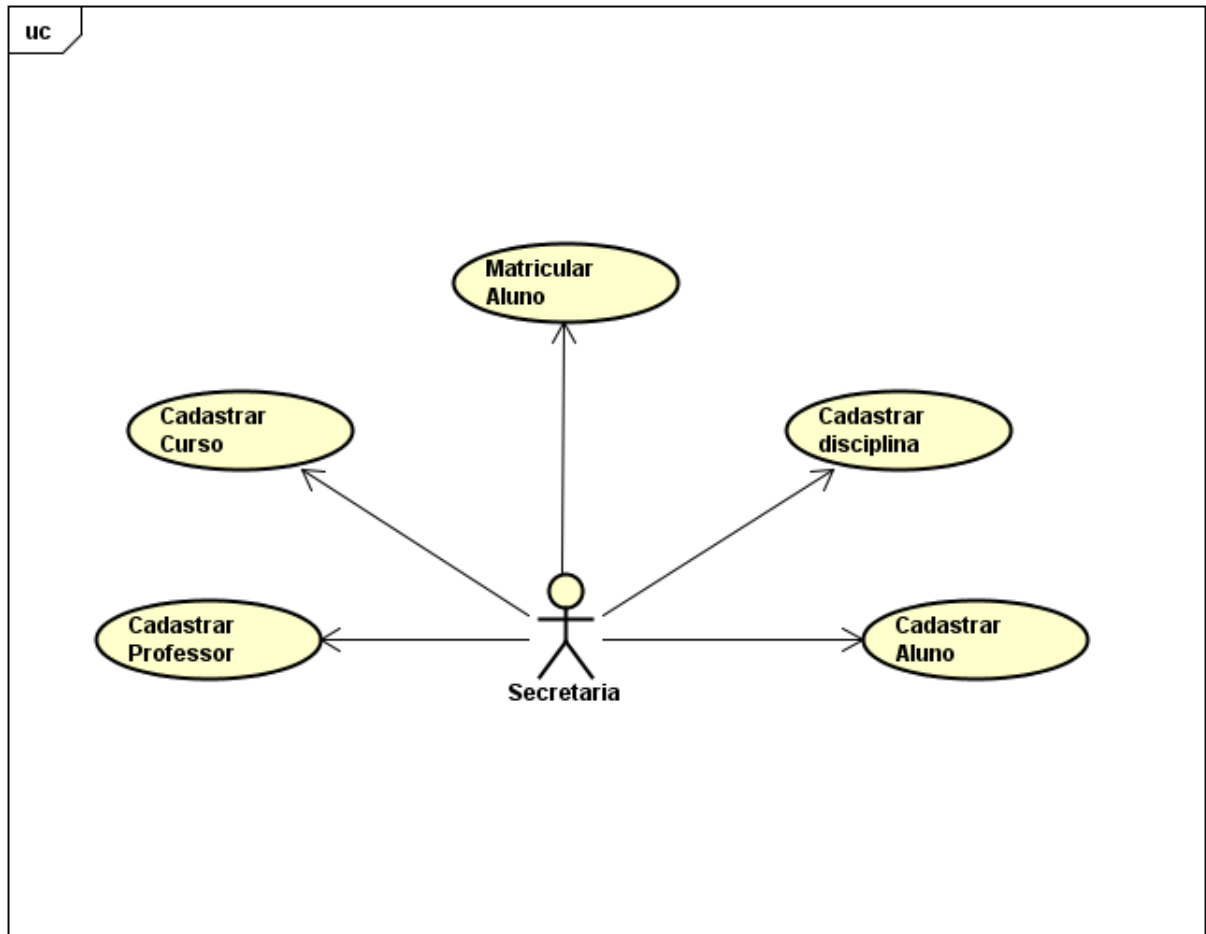 uc
Matricular
Aluno
Cadastrar
Curso
Cadastrar
disciplina
Cadastrar
Professor
Cadastrar
Aluno
Secretaria